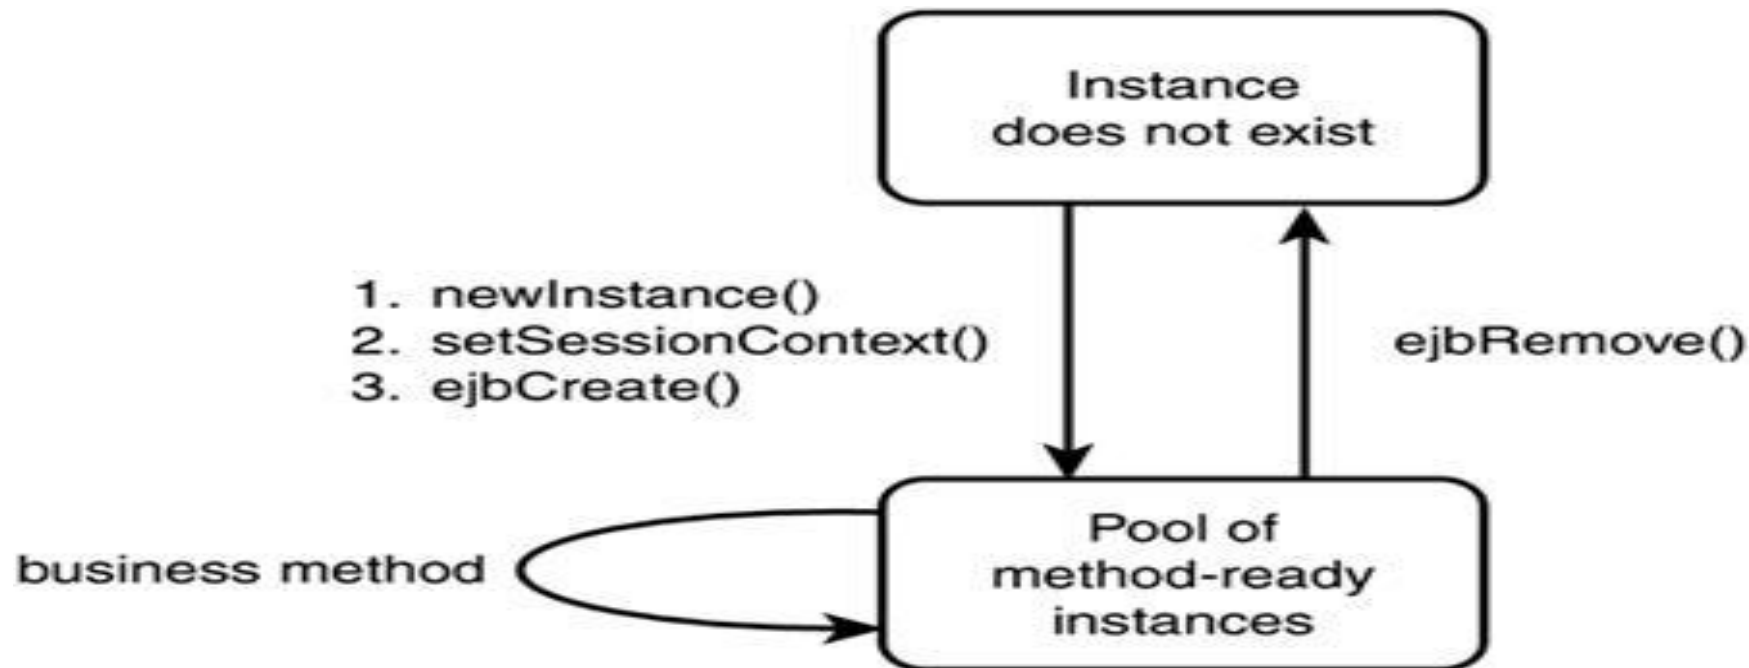 Instance
does not exist
1. newInstance()
2. setSessionContext()
3. ejbCreate()
ejbRemove()
business method
Pool of
method-ready
instances